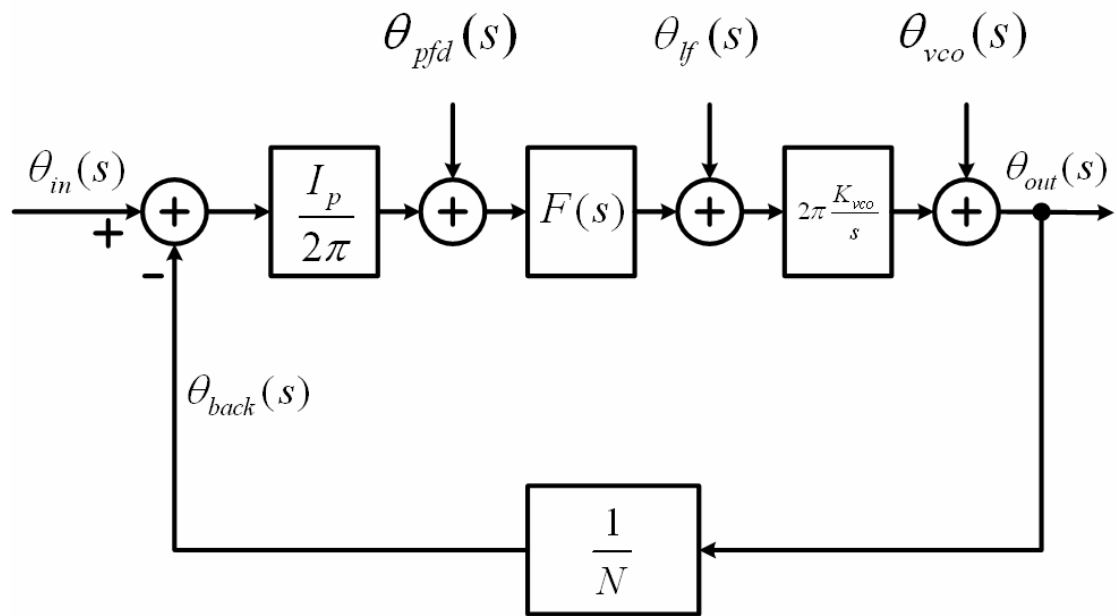 θ_pfd(s) θ_lf(s) θ_vco(s)
θ_in(s) + + - I_p/2π + F(s) + 2π K_vco/s + θ_out(s)
θ_back(s)
1/N